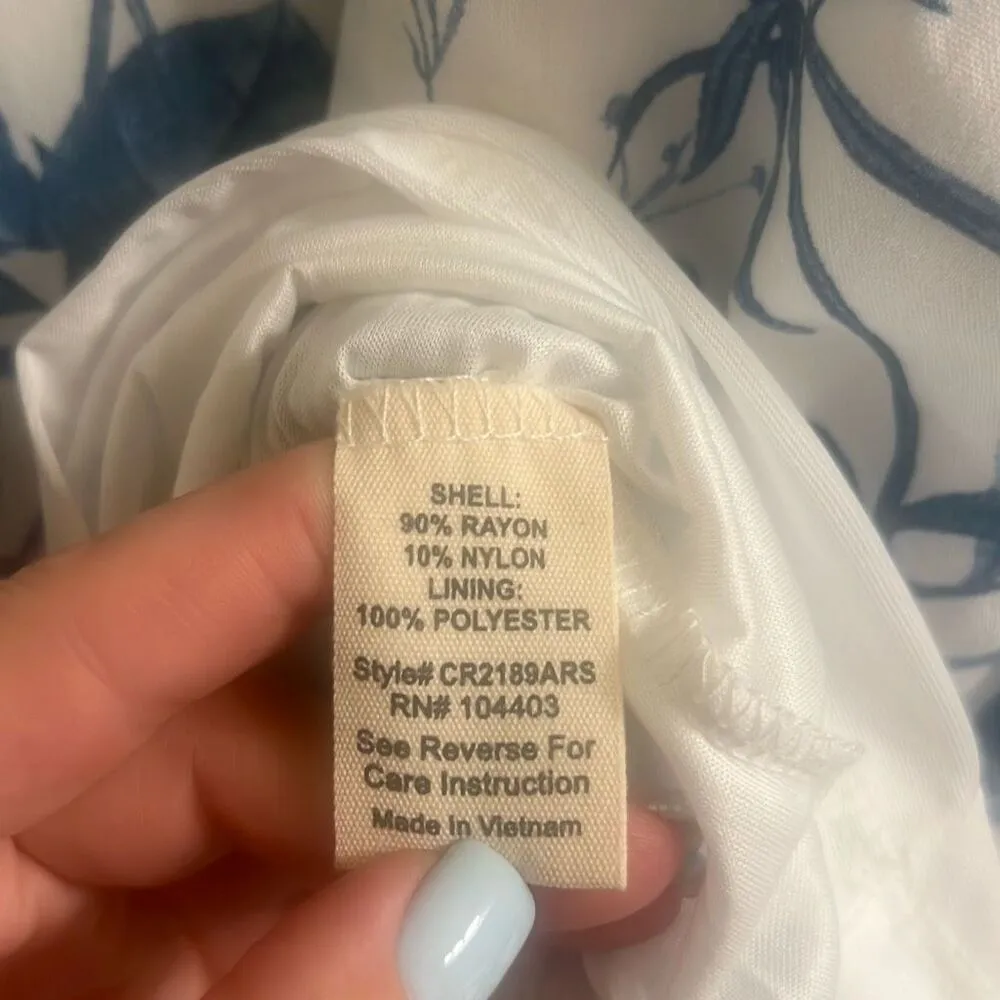 SHELL:
90% RAYON
10% NYLON
LINING:
100% POLYESTER
Style# CR2189ARS
RN# 104403
See Reverse For
Care Instruction
Made In Vietnam